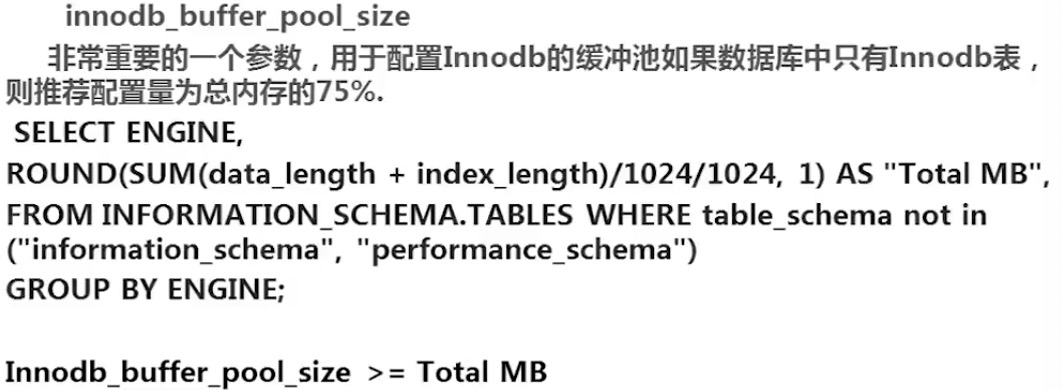 innodb_buffer_pool_size
非常重要的一个参数，用于配置Innodb的缓冲池如果数据库中只有Innodb表，
则推荐配置量为总内存的75%.
SELECT ENGINE,
ROUND(SUM(data_length + index_length)/1024/1024, 1) AS "Total MB",
FROM INFORMATION_SCHEMA.TABLES WHERE table_schema not in
("information_schema", "performance_schema")
GROUP BY ENGINE;
Innodb_buffer_pool_size >= Total MB